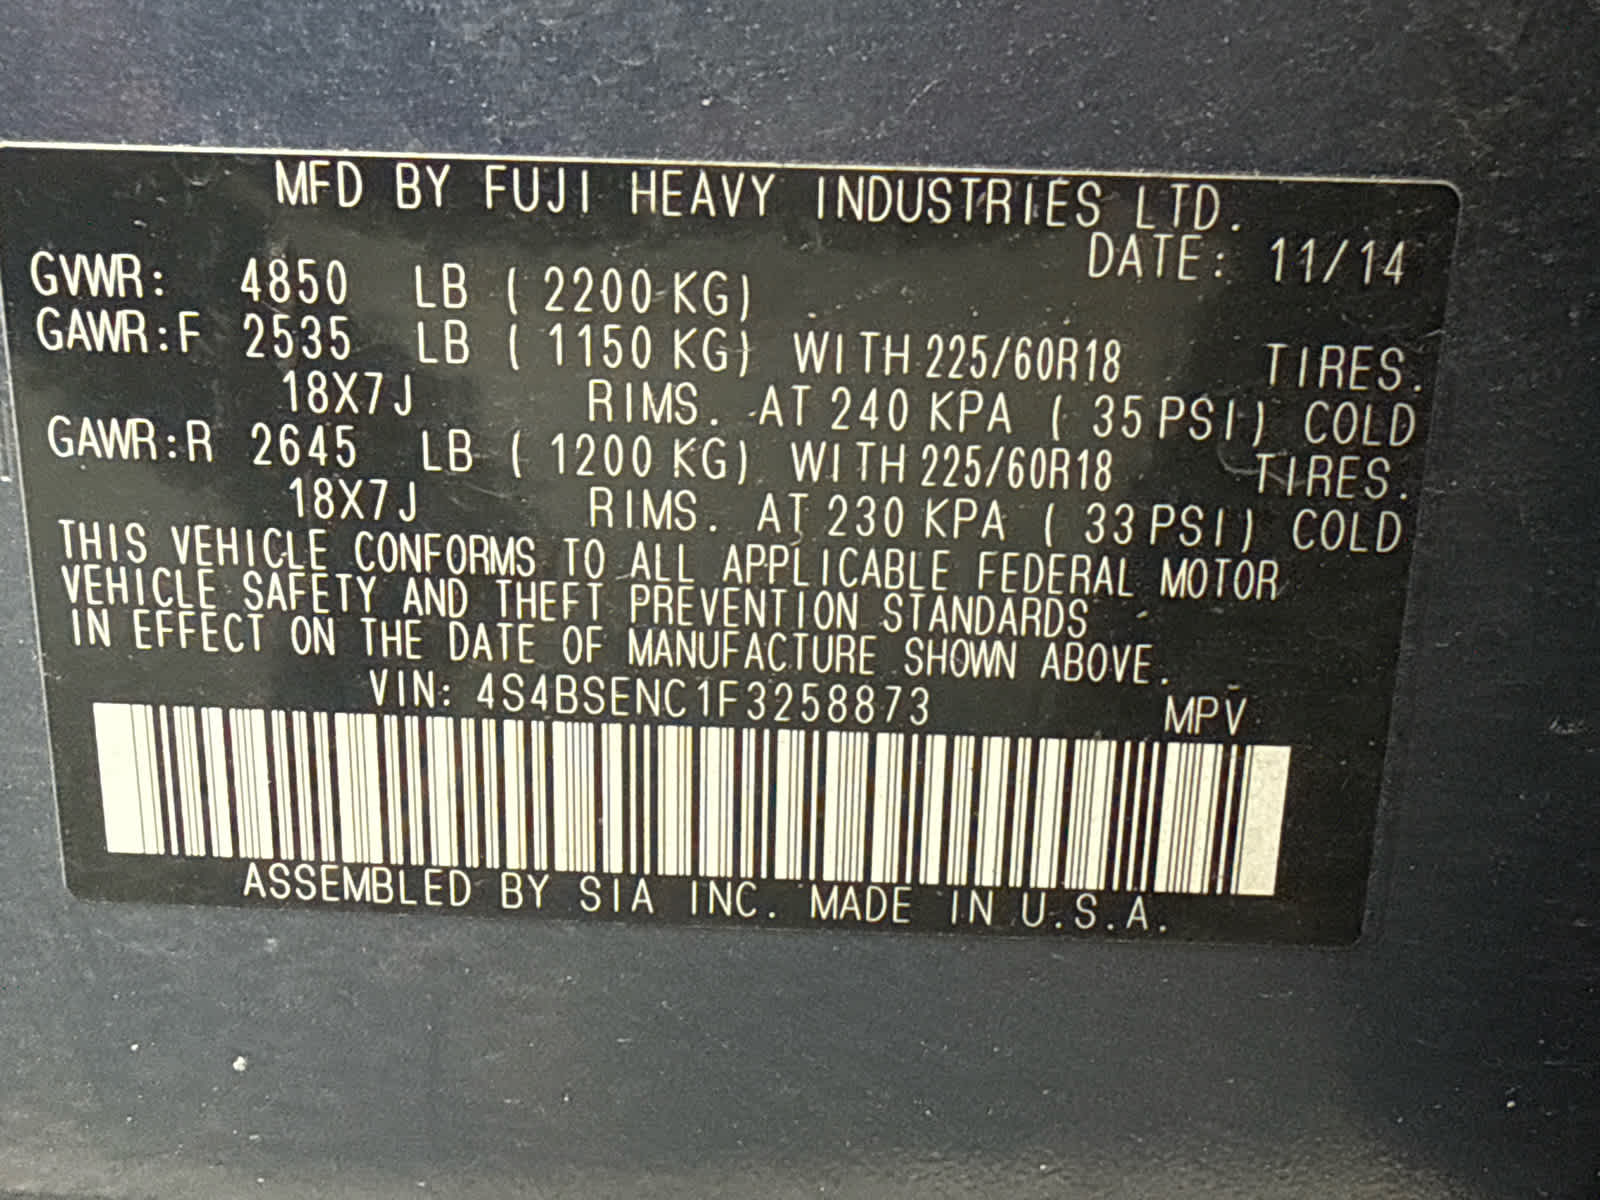 MFD BY FUJI HEAVY INDUSTRIES LTD.
DATE: 11/14
GVWR: 4850 LB ( 2200 KG)
GAWR:F 2535 LB ( 1150 KG) WITH 225/60R18 TIRES.
18X7J RIMS. AT 240 KPA ( 35 PSI) COLD
GAWR:R 2645 LB ( 1200 KG) WITH 225/60R18 TIRES.
18X7J RIMS. AT 230 KPA ( 33 PSI) COLD
THIS VEHICLE CONFORMS TO ALL APPLICABLE FEDERAL MOTOR
VEHICLE SAFETY AND THEFT PREVENTION STANDARDS
IN EFFECT ON THE DATE OF MANUFACTURE SHOWN ABOVE.
VIN: 4S4BSENC1F3258873 MPV
ASSEMBLED BY SIA INC. MADE IN U.S.A.